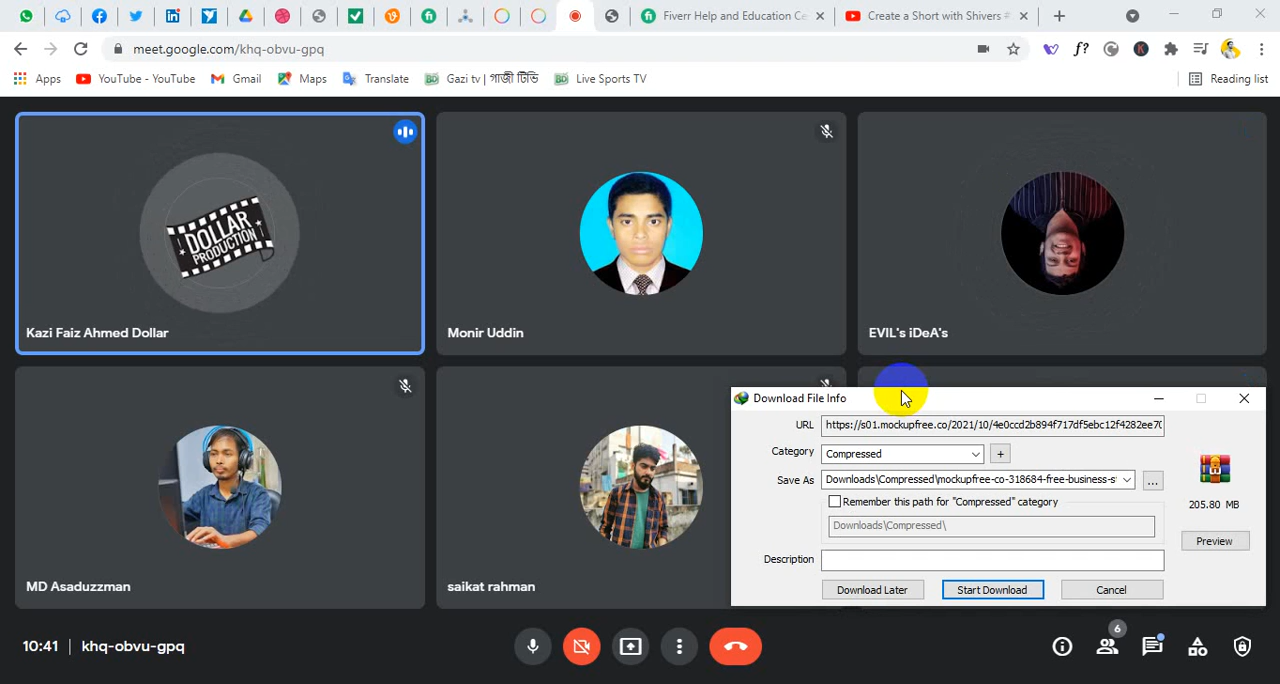 Fiverr Help and Education Ce
Create a Short with Shivers #
meet.google.com/khq-obvu-gpq
Apps
YouTube - YouTube
Gmail
Maps
Translate
Gazi tv | গাজী টিভি
Live Sports TV
Reading list
DOLLAR
PRODUCTION
Kazi Faiz Ahmed Dollar
Monir Uddin
EVIL's iDeA's
MD Asaduzzman
saikat rahman
Download File Info
URL
https://s01.mockupfree.co/2021/10/4e0ccd2b894f717df5ebc12f4282ee70
Category
Compressed
+
Save As
Downloads\Compressed\mockupfree-co-318684-free-business-s
...
205.80 MB
Remember this path for "Compressed" category
Downloads\Compressed\
Preview
Description
Download Later
Start Download
Cancel
10:41
khq-obvu-gpq
6